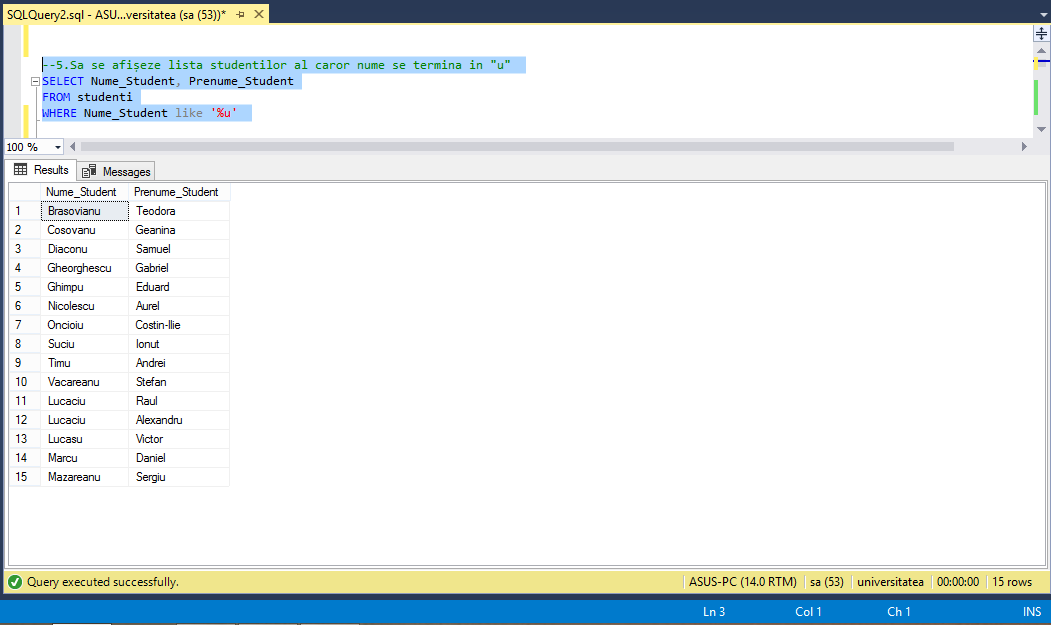 SQLQuery2.sql - ASU...versitatea (sa (53))*
--5.Sa se afișeze lista studentilor al caror nume se termina in "u"
SELECT Nume_Student, Prenume_Student
FROM studenti
WHERE Nume_Student like '%u'
100 %
Results Messages
Nume_Student Prenume_Student
1 Brasovianu Teodora
2 Cosovanu Geanina
3 Diaconu Samuel
4 Gheorghescu Gabriel
5 Ghimpu Eduard
6 Nicolescu Aurel
7 Oncioiu Costin-Ilie
8 Suciu Ionut
9 Timu Andrei
10 Vacareanu Stefan
11 Lucaciu Raul
12 Lucaciu Alexandru
13 Lucasu Victor
14 Marcu Daniel
15 Mazareanu Sergiu
Query executed successfully. ASUS-PC (14.0 RTM) sa (53) universitatea 00:00:00 15 rows
Ln 3 Col 1 Ch 1 INS